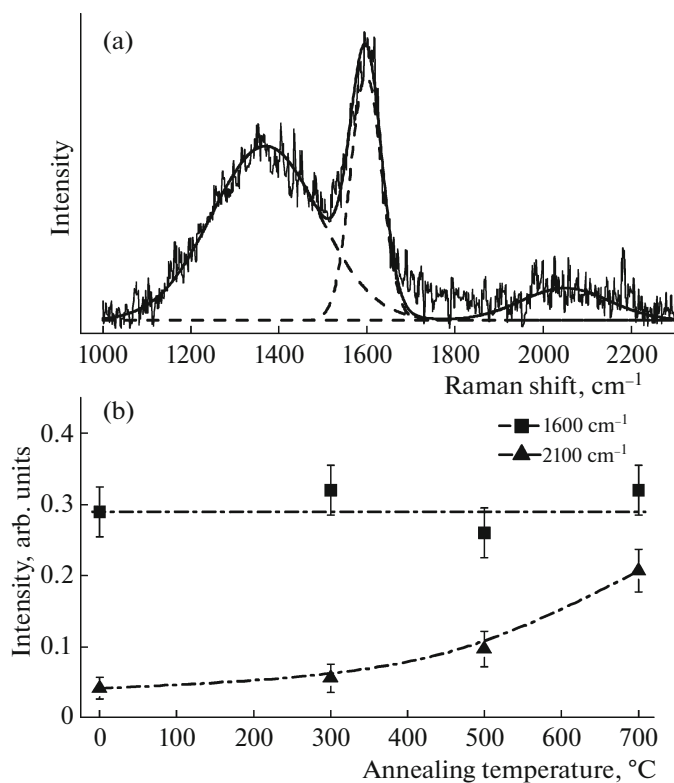 (a)
Intensity
1000 1200 1400 1600 1800 2000 2200
Raman shift, cm⁻¹
(b)
1600 cm⁻¹
2100 cm⁻¹
0.4
0.3
0.2
0.1
0
Intensity, arb. units
0 100 200 300 400 500 600 700
Annealing temperature, °C